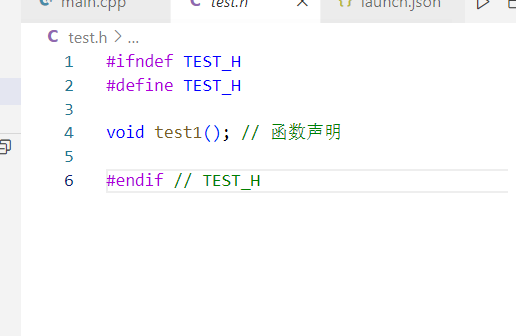 main.cpp
test.h
launch.json
test.h > ...
1 #ifndef TEST_H
2 #define TEST_H
3
4 void test1(); // 函数声明
5
6 #endif // TEST_H